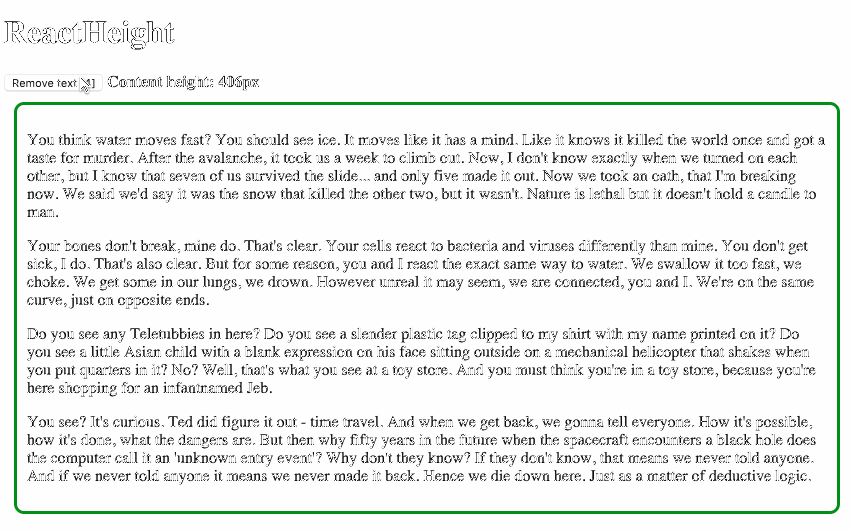 ReactHeight
Remove text Content height: 406px
You think water moves fast? You should see ice. It moves like it has a mind. Like it knows it killed the world once and got a
taste for murder. After the avalanche, it took us a week to climb out. Now, I don't know exactly when we turned on each
other, but I know that seven of us survived the slide... and only five made it out. Now we took an oath, that I'm breaking
now. We said we'd say it was the snow that killed the other two, but it wasn't. Nature is lethal but it doesn't hold a candle to
man.
Your bones don't break, mine do. That's clear. Your cells react to bacteria and viruses differently than mine. You don't get
sick, I do. That's also clear. But for some reason, you and I react the exact same way to water. We swallow it too fast, we
choke. We get some in our lungs, we drown. However unreal it may seem, we are connected, you and I. We're on the same
curve, just on opposite ends.
Do you see any Teletubbies in here? Do you see a slender plastic tag clipped to my shirt with my name printed on it? Do
you see a little Asian child with a blank expression on his face sitting outside on a mechanical helicopter that shakes when
you put quarters in it? No? Well, that's what you see at a toy store. And you must think you're in a toy store, because you're
here shopping for an infantnamed Jeb.
You see? It's curious. Ted did figure it out - time travel. And when we get back, we gonna tell everyone. How it's possible,
how it's done, what the dangers are. But then why fifty years in the future when the spacecraft encounters a black hole does
the computer call it an 'unknown entry event'? Why don't they know? If they don't know, that means we never told anyone.
And if we never told anyone it means we never made it back. Hence we die down here. Just as a matter of deductive logic.